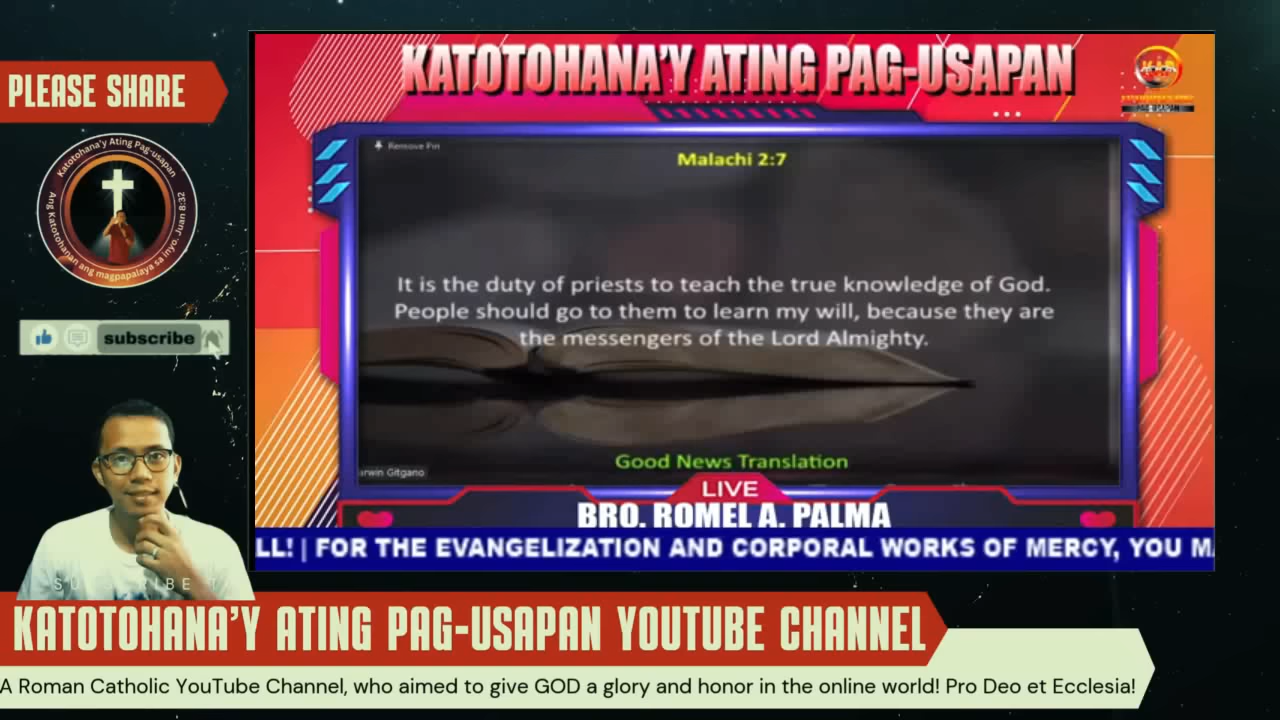 PLEASE SHARE
Katotohana'y Ating Pag-usapan
Ang Katotohanan ang magpapalaya sa inyo. Juan 8:32
subscribe
KATOTOHANA'Y ATING PAG-USAPAN
Remove Pin
Malachi 2:7
It is the duty of priests to teach the true knowledge of God.
People should go to them to learn my will, because they are
the messengers of the Lord Almighty.
Good News Translation
rwin Gitgano
LIVE
BRO. ROMEL A. PALMA
LL! | FOR THE EVANGELIZATION AND CORPORAL WORKS OF MERCY, YOU M
KATOTOHANA'Y ATING PAG-USAPAN YOUTUBE CHANNEL
A Roman Catholic YouTube Channel, who aimed to give GOD a glory and honor in the online world! Pro Deo et Ecclesia!